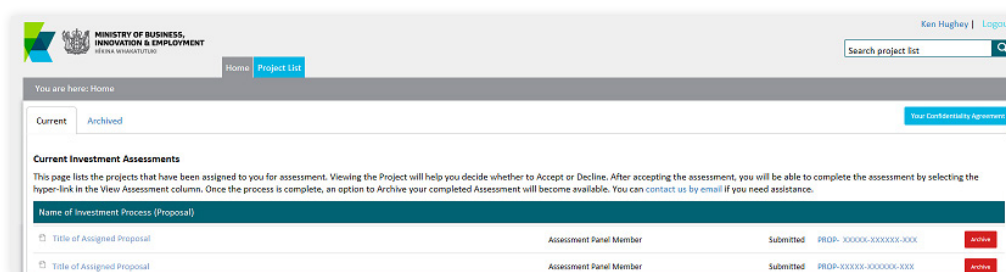 Ken Hughey | Logou
MINISTRY OF BUSINESS,
INNOVATION & EMPLOYMENT
HĪKINA WHAKATUTUKI
Search project list
Home Project List
You are here: Home
Current Archived
Your Confidentiality Agreement
Current Investment Assessments
This page lists the projects that have been assigned to you for assessment. Viewing the Project will help you decide whether to Accept or Decline. After accepting the assessment, you will be able to complete the assessment by selecting the
hyper-link in the View Assessment column. Once the process is complete, an option to Archive your completed Assessment will become available. You can contact us by email if you need assistance.
Name of Investment Process (Proposal)
Title of Assigned Proposal Assessment Panel Member Submitted PROP- XXXXX-XXXXXX-XXX Archive
Title of Assigned Proposal Assessment Panel Member Submitted PROP-XXXXX-XXXXXX-XXX Archive